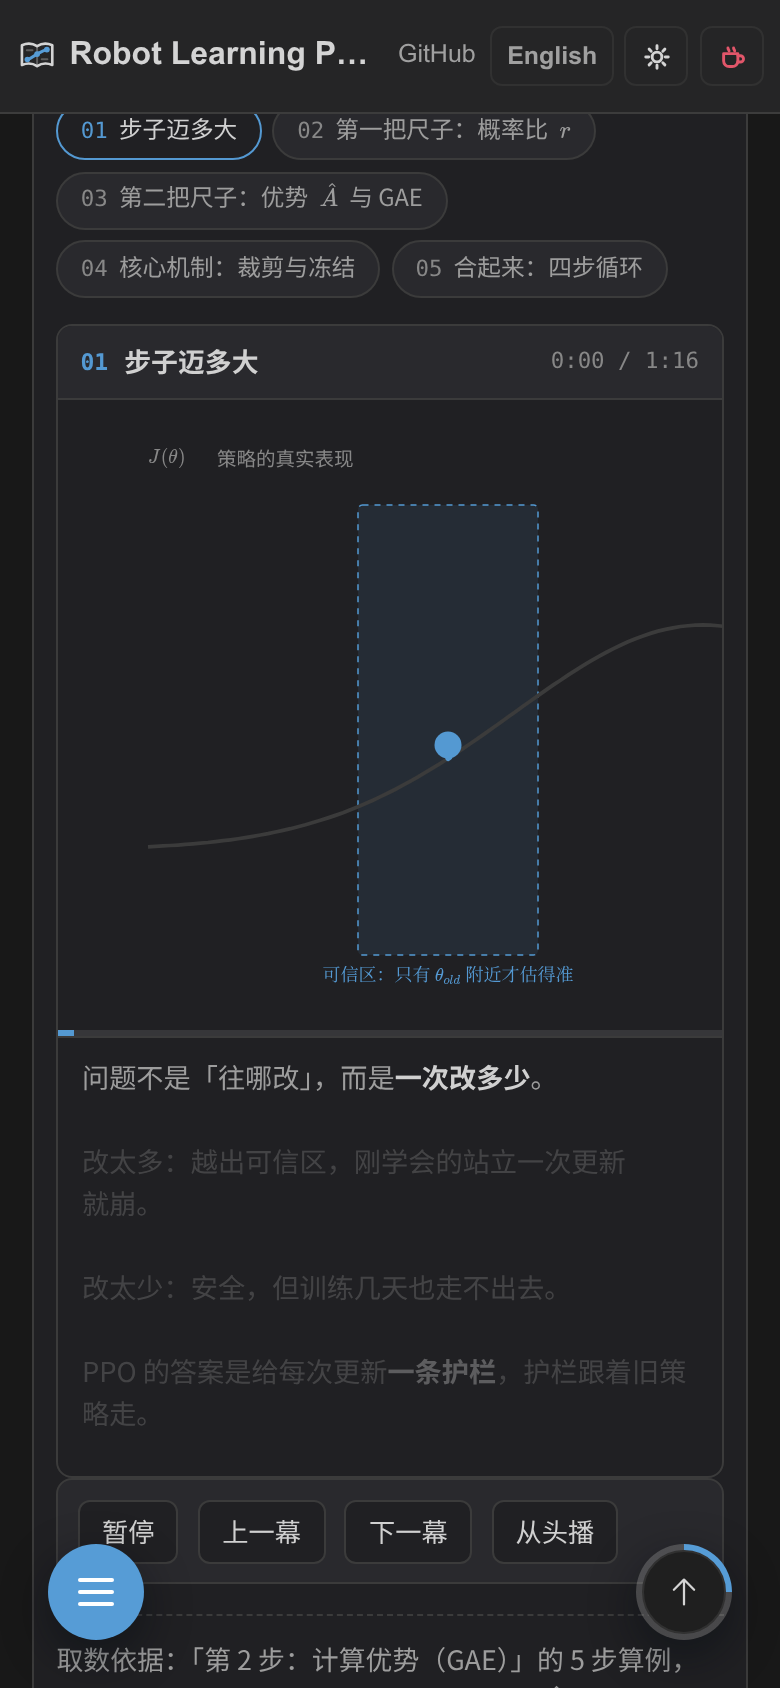 Robot Learning P... GitHub English
01 步子迈多大 02 第一把尺子：概率比 r
03 第二把尺子：优势 Â 与 GAE
04 核心机制：裁剪与冻结 05 合起来：四步循环
01 步子迈多大 0:00 / 1:16
J(θ) 策略的真实表现
可信区：只有 θold 附近才估得准
问题不是「往哪改」，而是一次改多少。
改太多：越出可信区，刚学会的站立一次更新
就崩。
改太少：安全，但训练几天也走不出去。
PPO 的答案是给每次更新一条护栏，护栏跟着旧策
略走。
暂停 上一幕 下一幕 从头播
取数依据：「第 2 步：计算优势（GAE）」的 5 步算例，